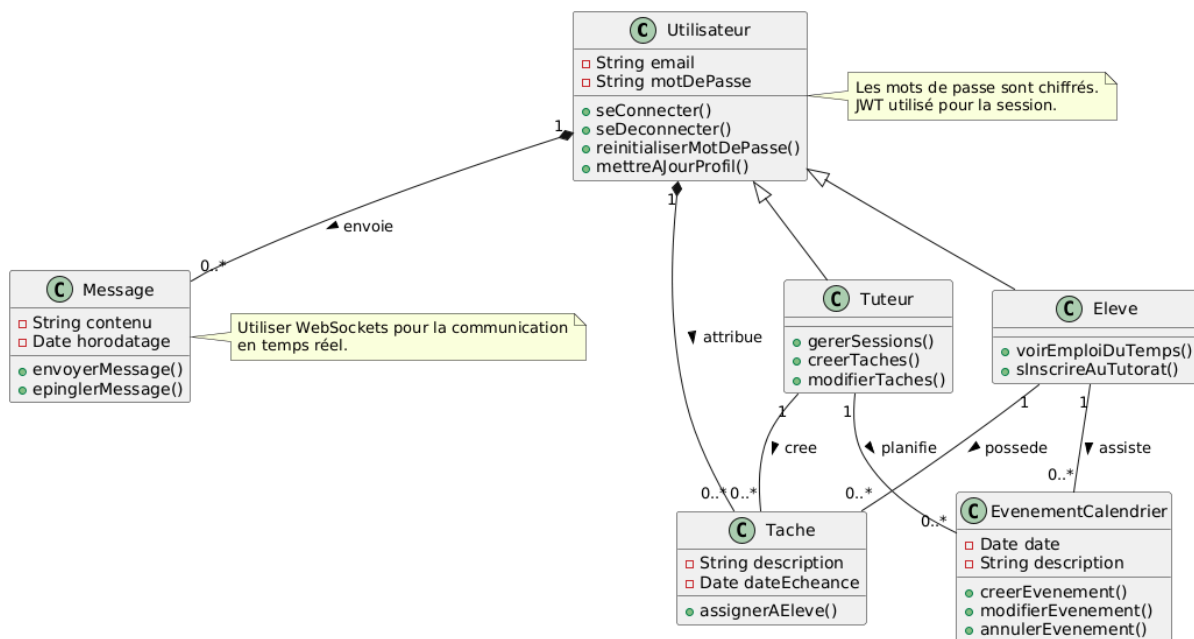 C Utilisateur
String email
String motDePasse
seConnecter()
seDeconnecter()
reinitialiserMotDePasse()
mettreAJourProfil()
Les mots de passe sont chiffrés.
JWT utilisé pour la session.
1
1
envoie
0..*
C Message
String contenu
Date horodatage
envoyerMessage()
epinglerMessage()
Utiliser WebSockets pour la communication
en temps réel.
attribue
C Tuteur
gererSessions()
creerTaches()
modifierTaches()
C Eleve
voirEmploiDuTemps()
sInscrireAuTutorat()
1
1
1
1
cree
planifie
possede
assiste
0..*
0..*
0..*
0..*
0..*
C Tache
String description
Date dateEcheance
assignerAEleve()
C EvenementCalendrier
Date date
String description
creerEvenement()
modifierEvenement()
annulerEvenement()